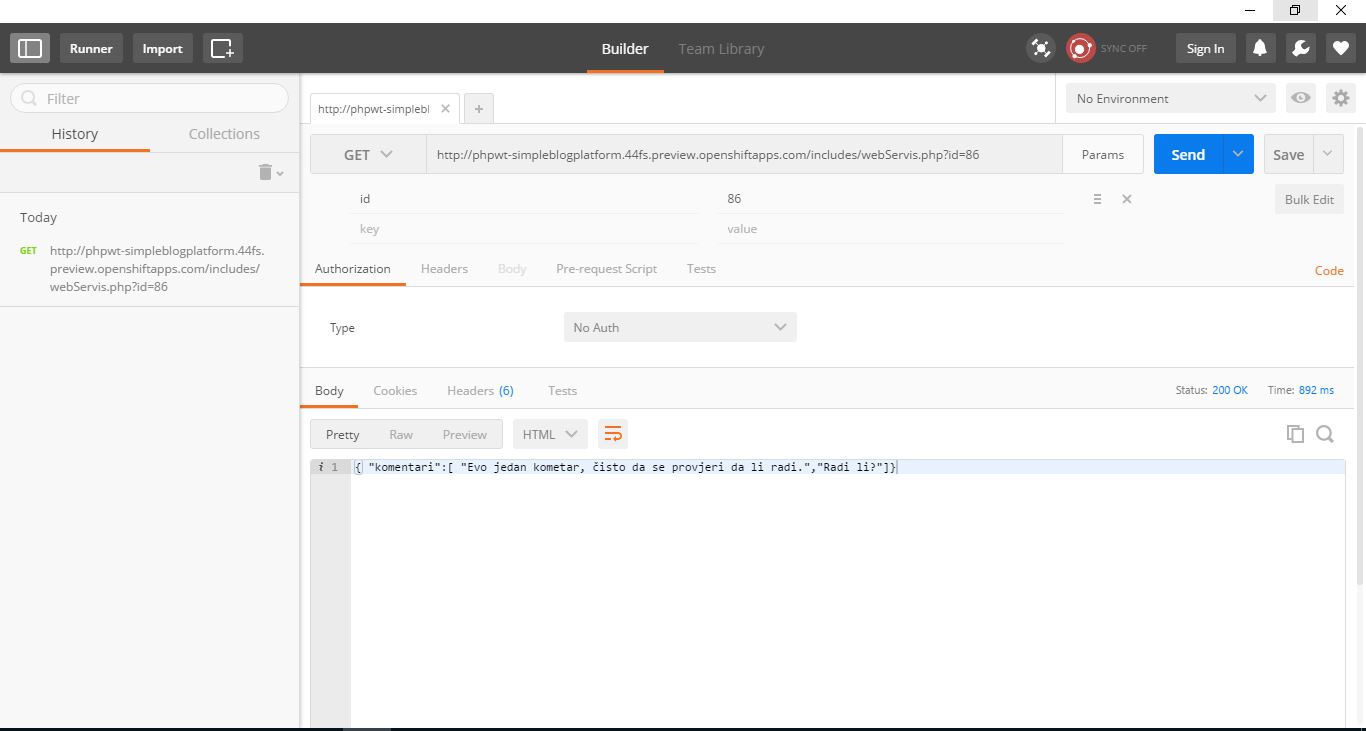 Runner
Import
Builder
Team Library
SYNC OFF
Sign In
Filter
History
Collections
Today
GET http://phpwt-simpleblogplatform.44fs.
preview.openshiftapps.com/includes/
webServis.php?id=86
http://phpwt-simplebl
No Environment
GET http://phpwt-simpleblogplatform.44fs.preview.openshiftapps.com/includes/webServis.php?id=86 Params Send Save
id 86 Bulk Edit
key value
Authorization Headers Body Pre-request Script Tests Code
Type No Auth
Body Cookies Headers (6) Tests Status: 200 OK Time: 892 ms
Pretty Raw Preview HTML
i 1 { "komentari":[ "Evo jedan kometar, čisto da se provjeri da li radi.","Radi li?"]}